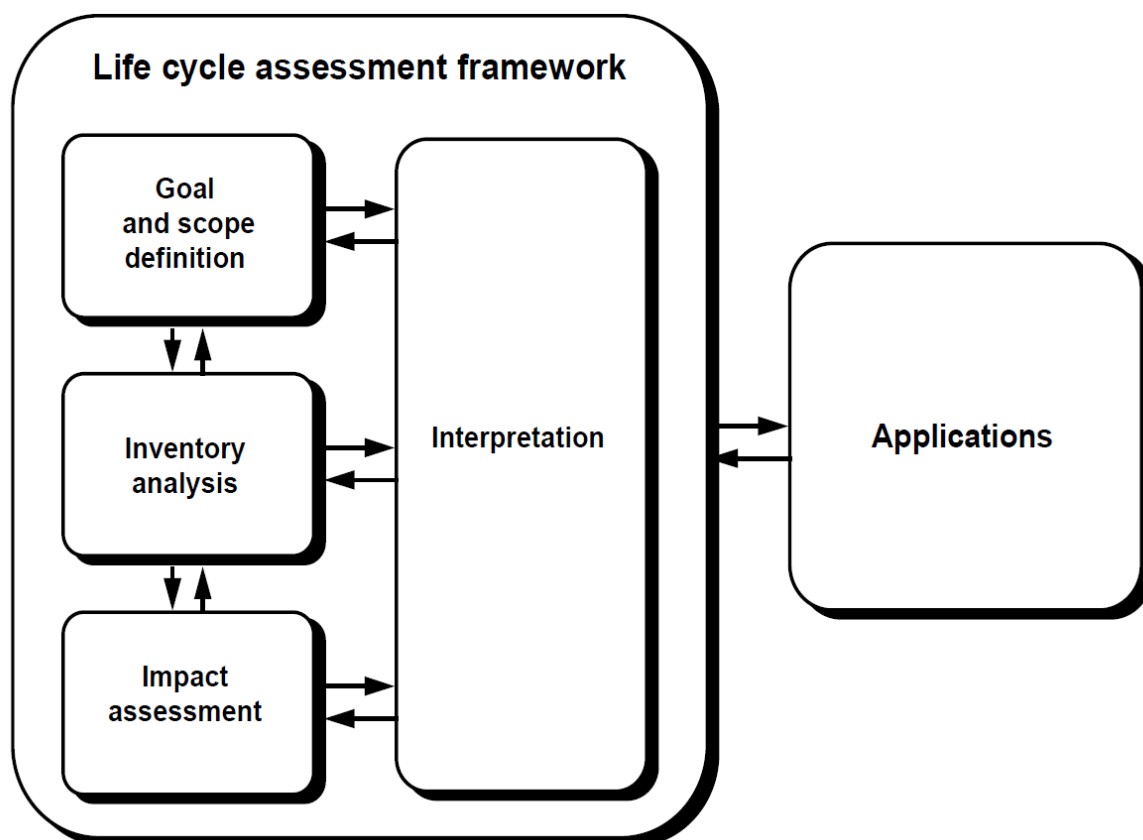 Life cycle assessment framework
Goal
and scope
definition
Inventory
analysis
Impact
assessment
Interpretation
Applications